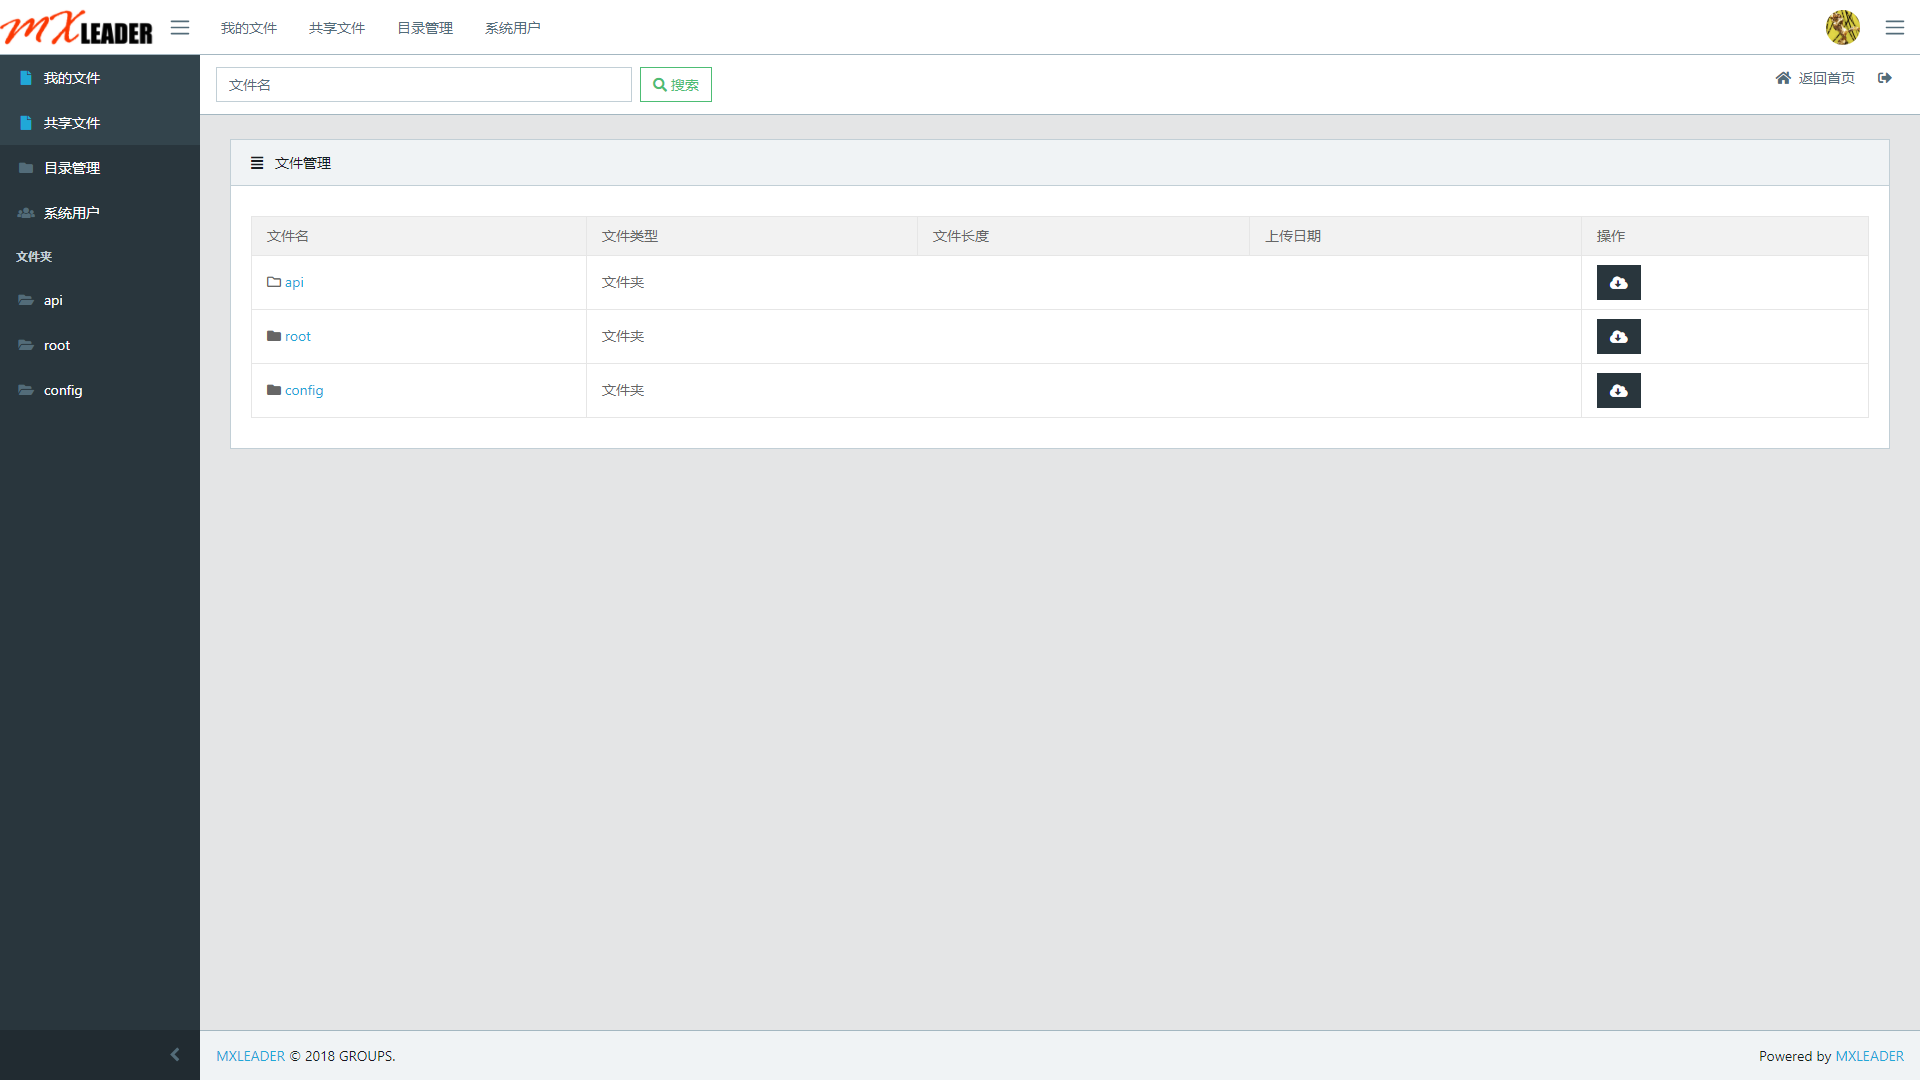 MXLEADER
我的文件 共享文件 目录管理 系统用户
我的文件
共享文件
目录管理
系统用户
文件夹
api
root
config
文件名
搜索
返回首页
文件管理
文件名 文件类型 文件长度 上传日期 操作
api 文件夹
root 文件夹
config 文件夹
MXLEADER © 2018 GROUPS.
Powered by MXLEADER